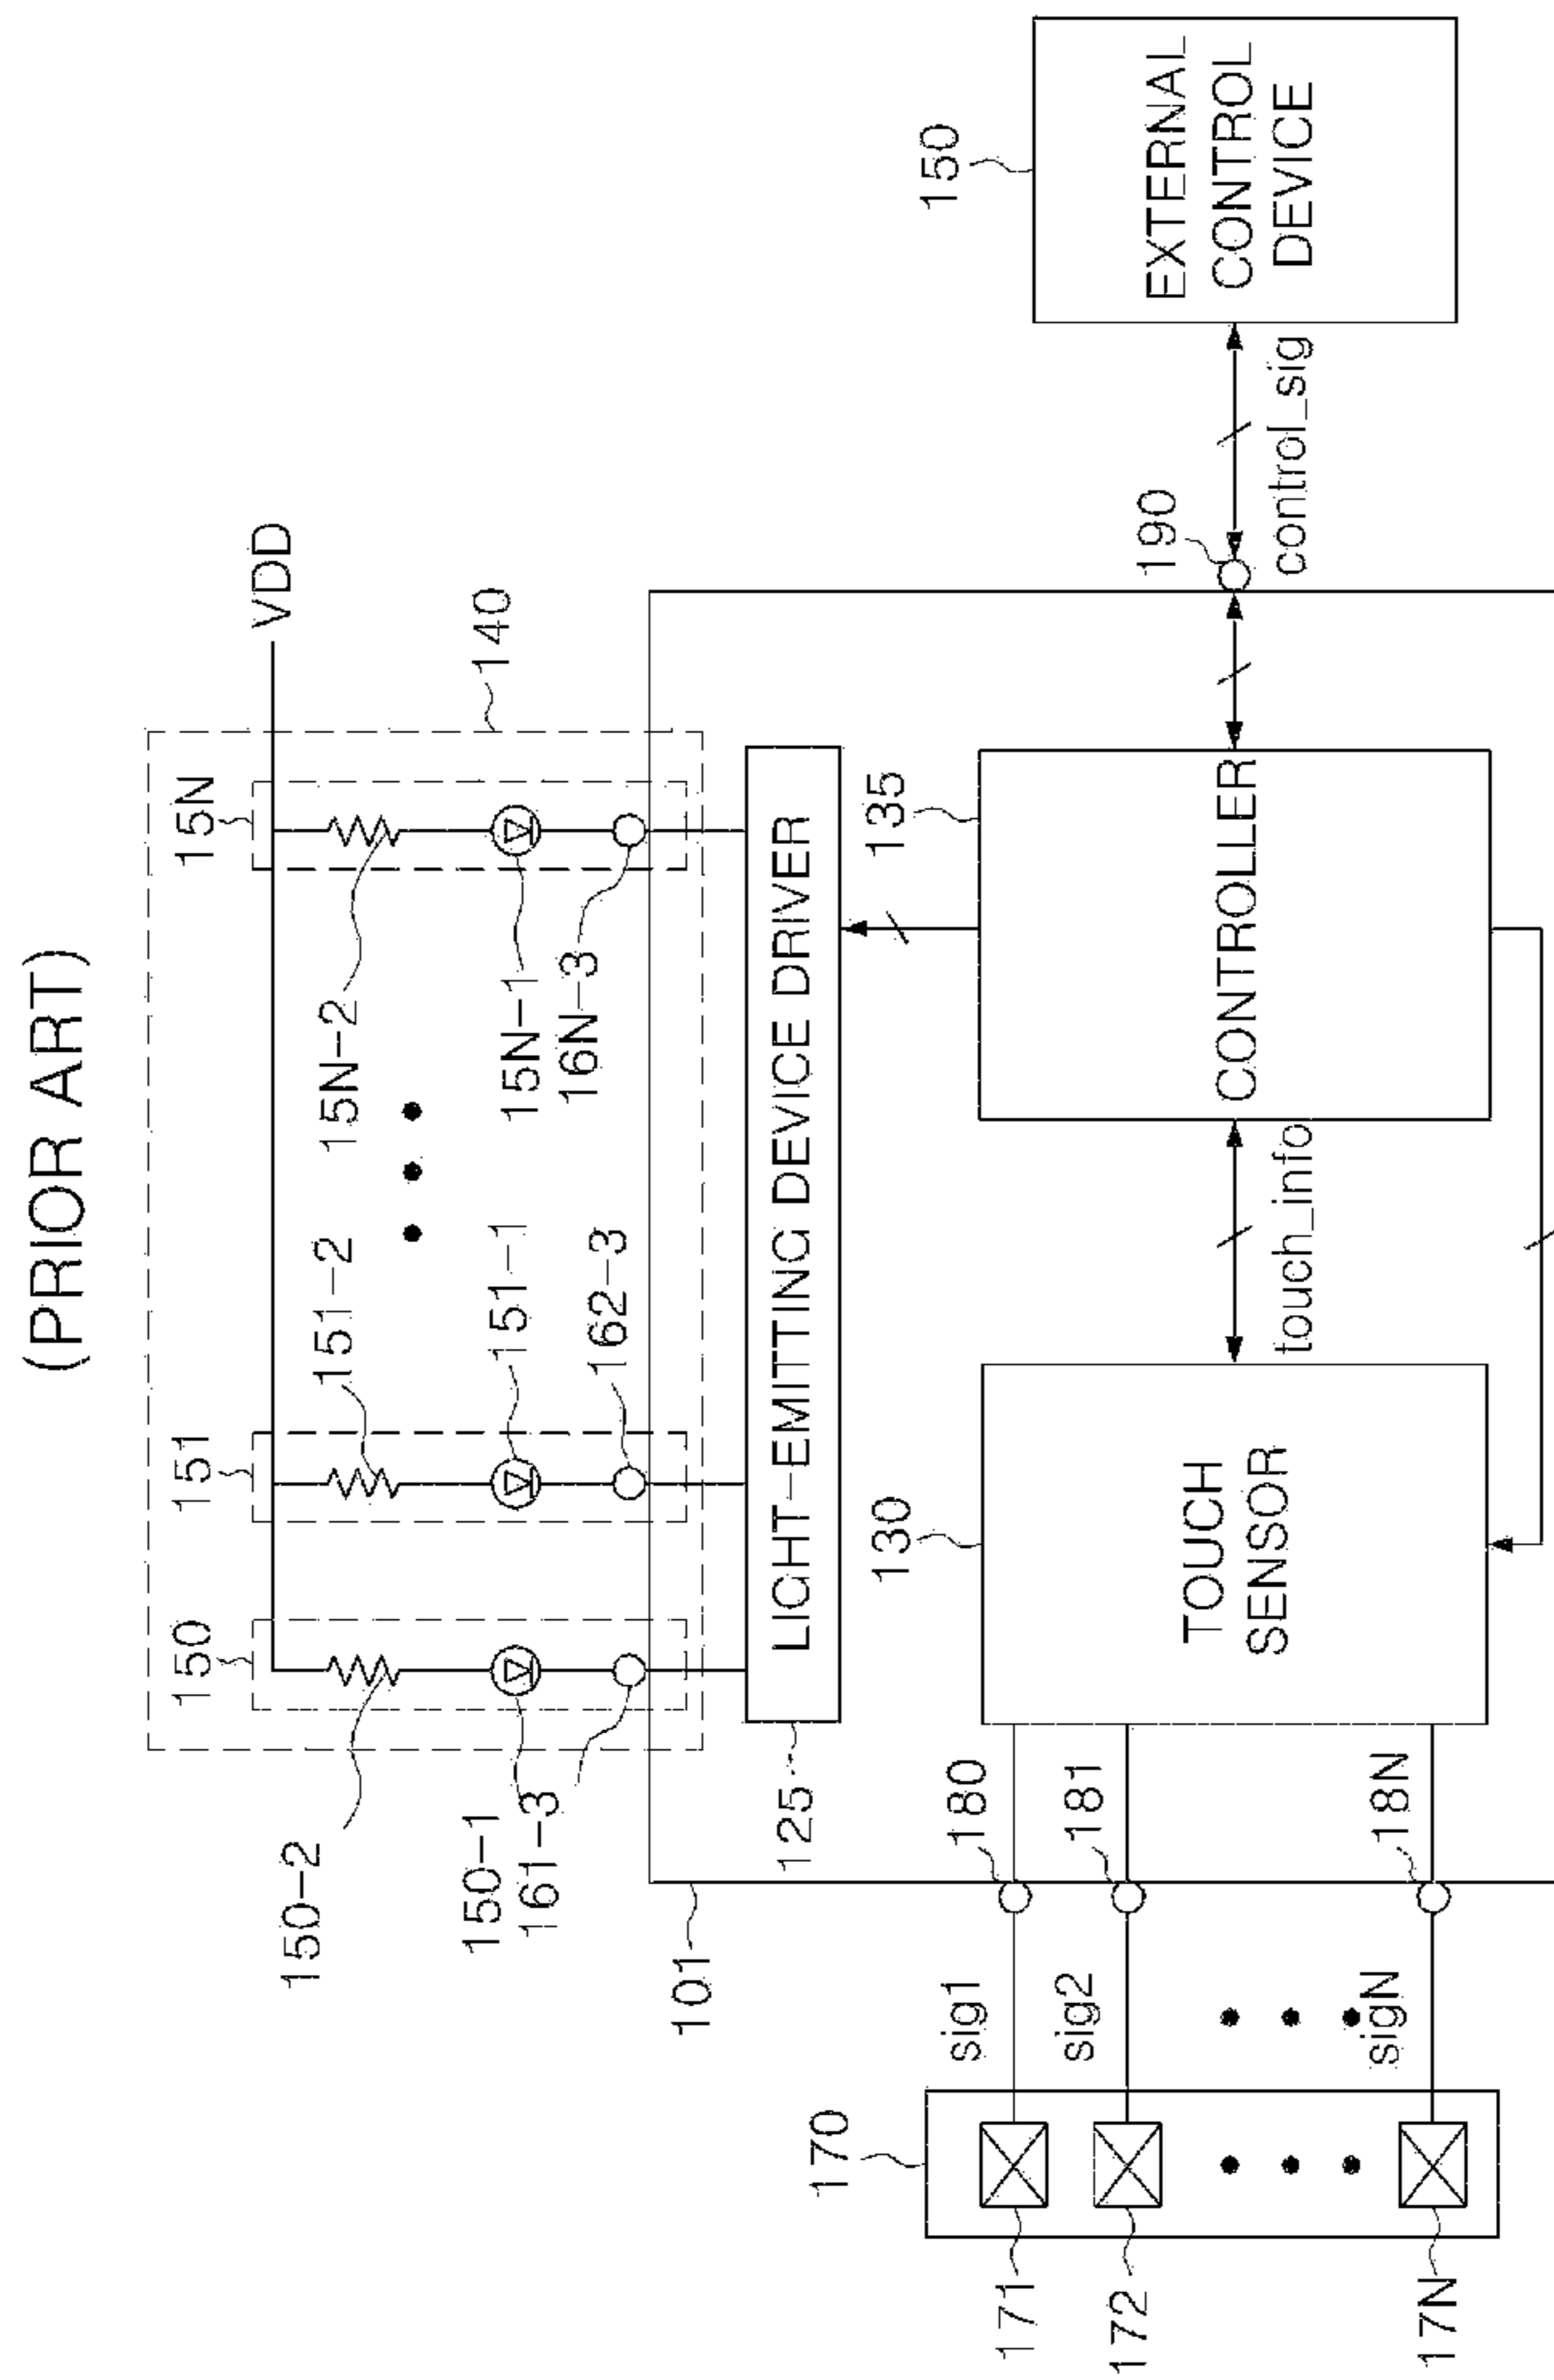 (PRIOR ART)
VDD
150
151
15N
140
150-2
151-2
15N-2
150-1
151-1
15N-1
161-3
162-3
16N-3
101
125
LIGHT-EMITTING DEVICE DRIVER
170
180
130
135
150
sig1
171
181
sig2
172
TOUCH
SENSOR
touch_info
CONTROLLER
190
control_sig
EXTERNAL
CONTROL
DEVICE
18N
sigN
17N